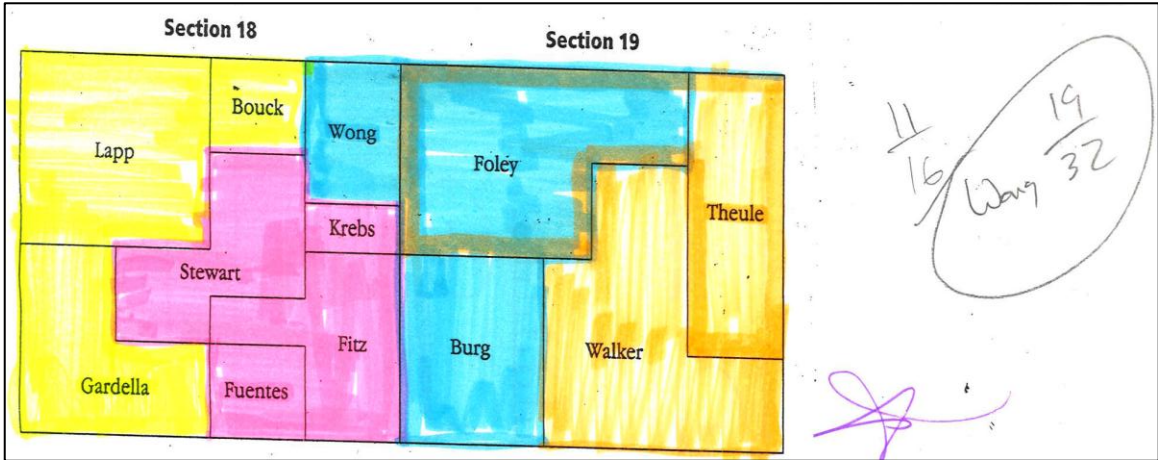 Section 18
Section 19
Lapp
Bouck
Wong
Foley
Theule
Krebs
Stewart
Gardella
Fuentes
Fitz
Burg
Walker
11
16
Wong
19
32